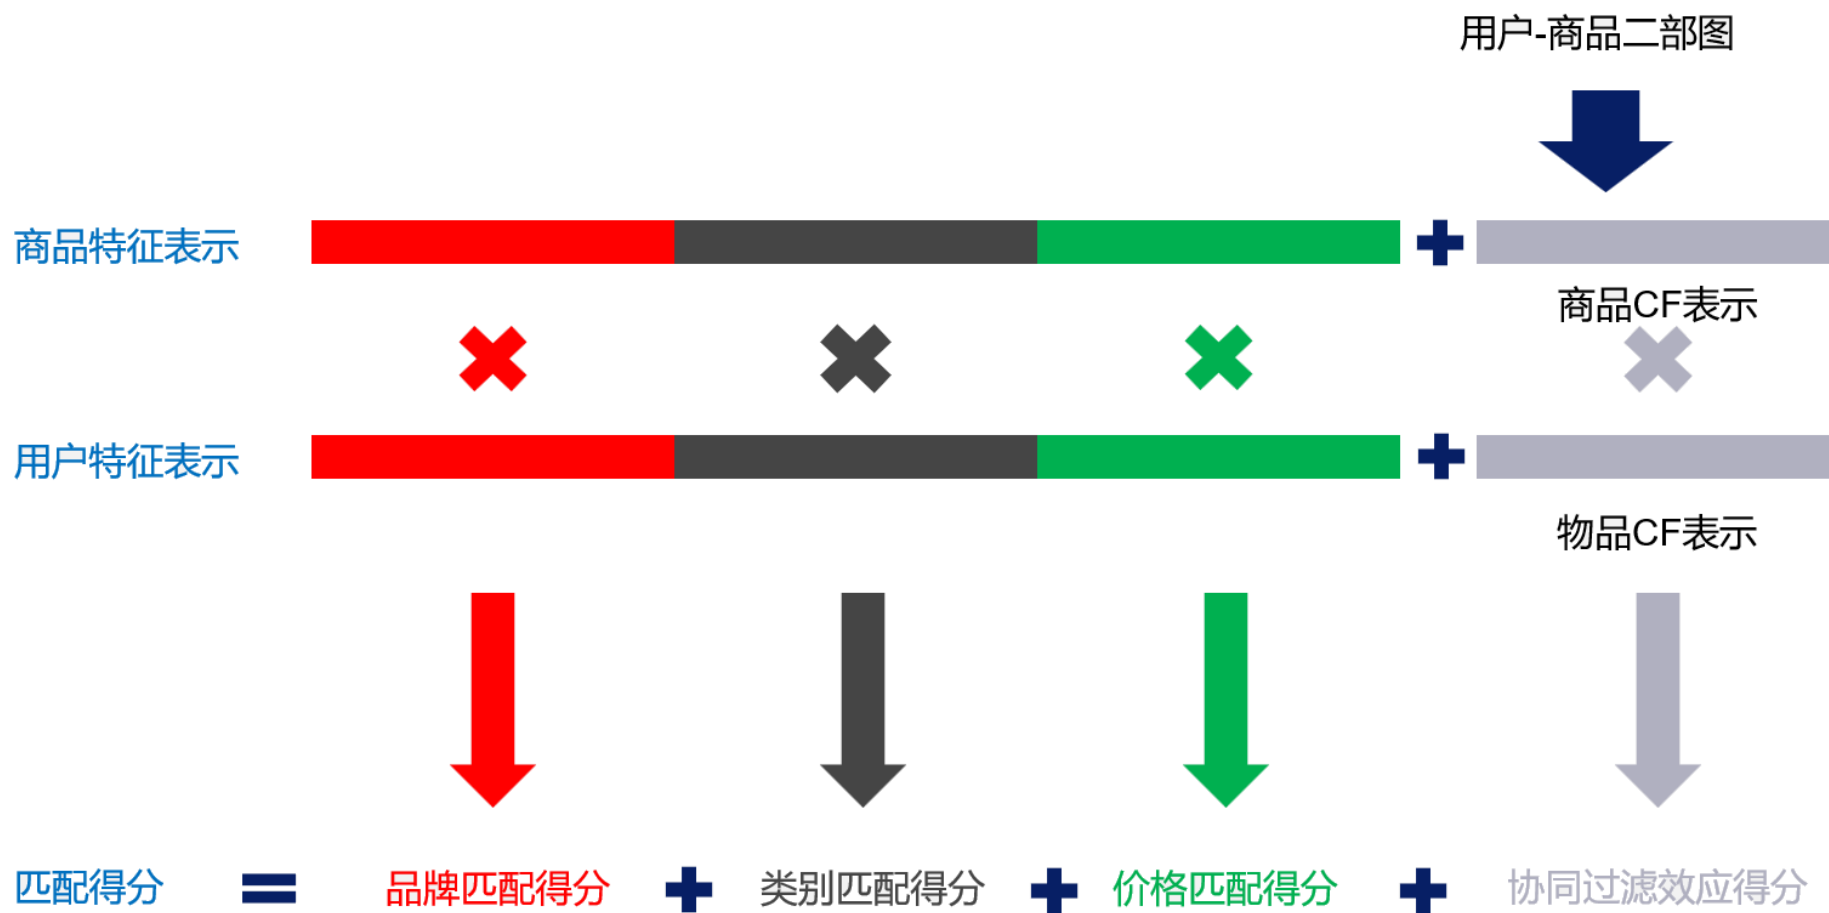 用户-商品二部图
商品特征表示
商品CF表示
用户特征表示
物品CF表示
匹配得分 = 品牌匹配得分 + 类别匹配得分 + 价格匹配得分 + 协同过滤效应得分